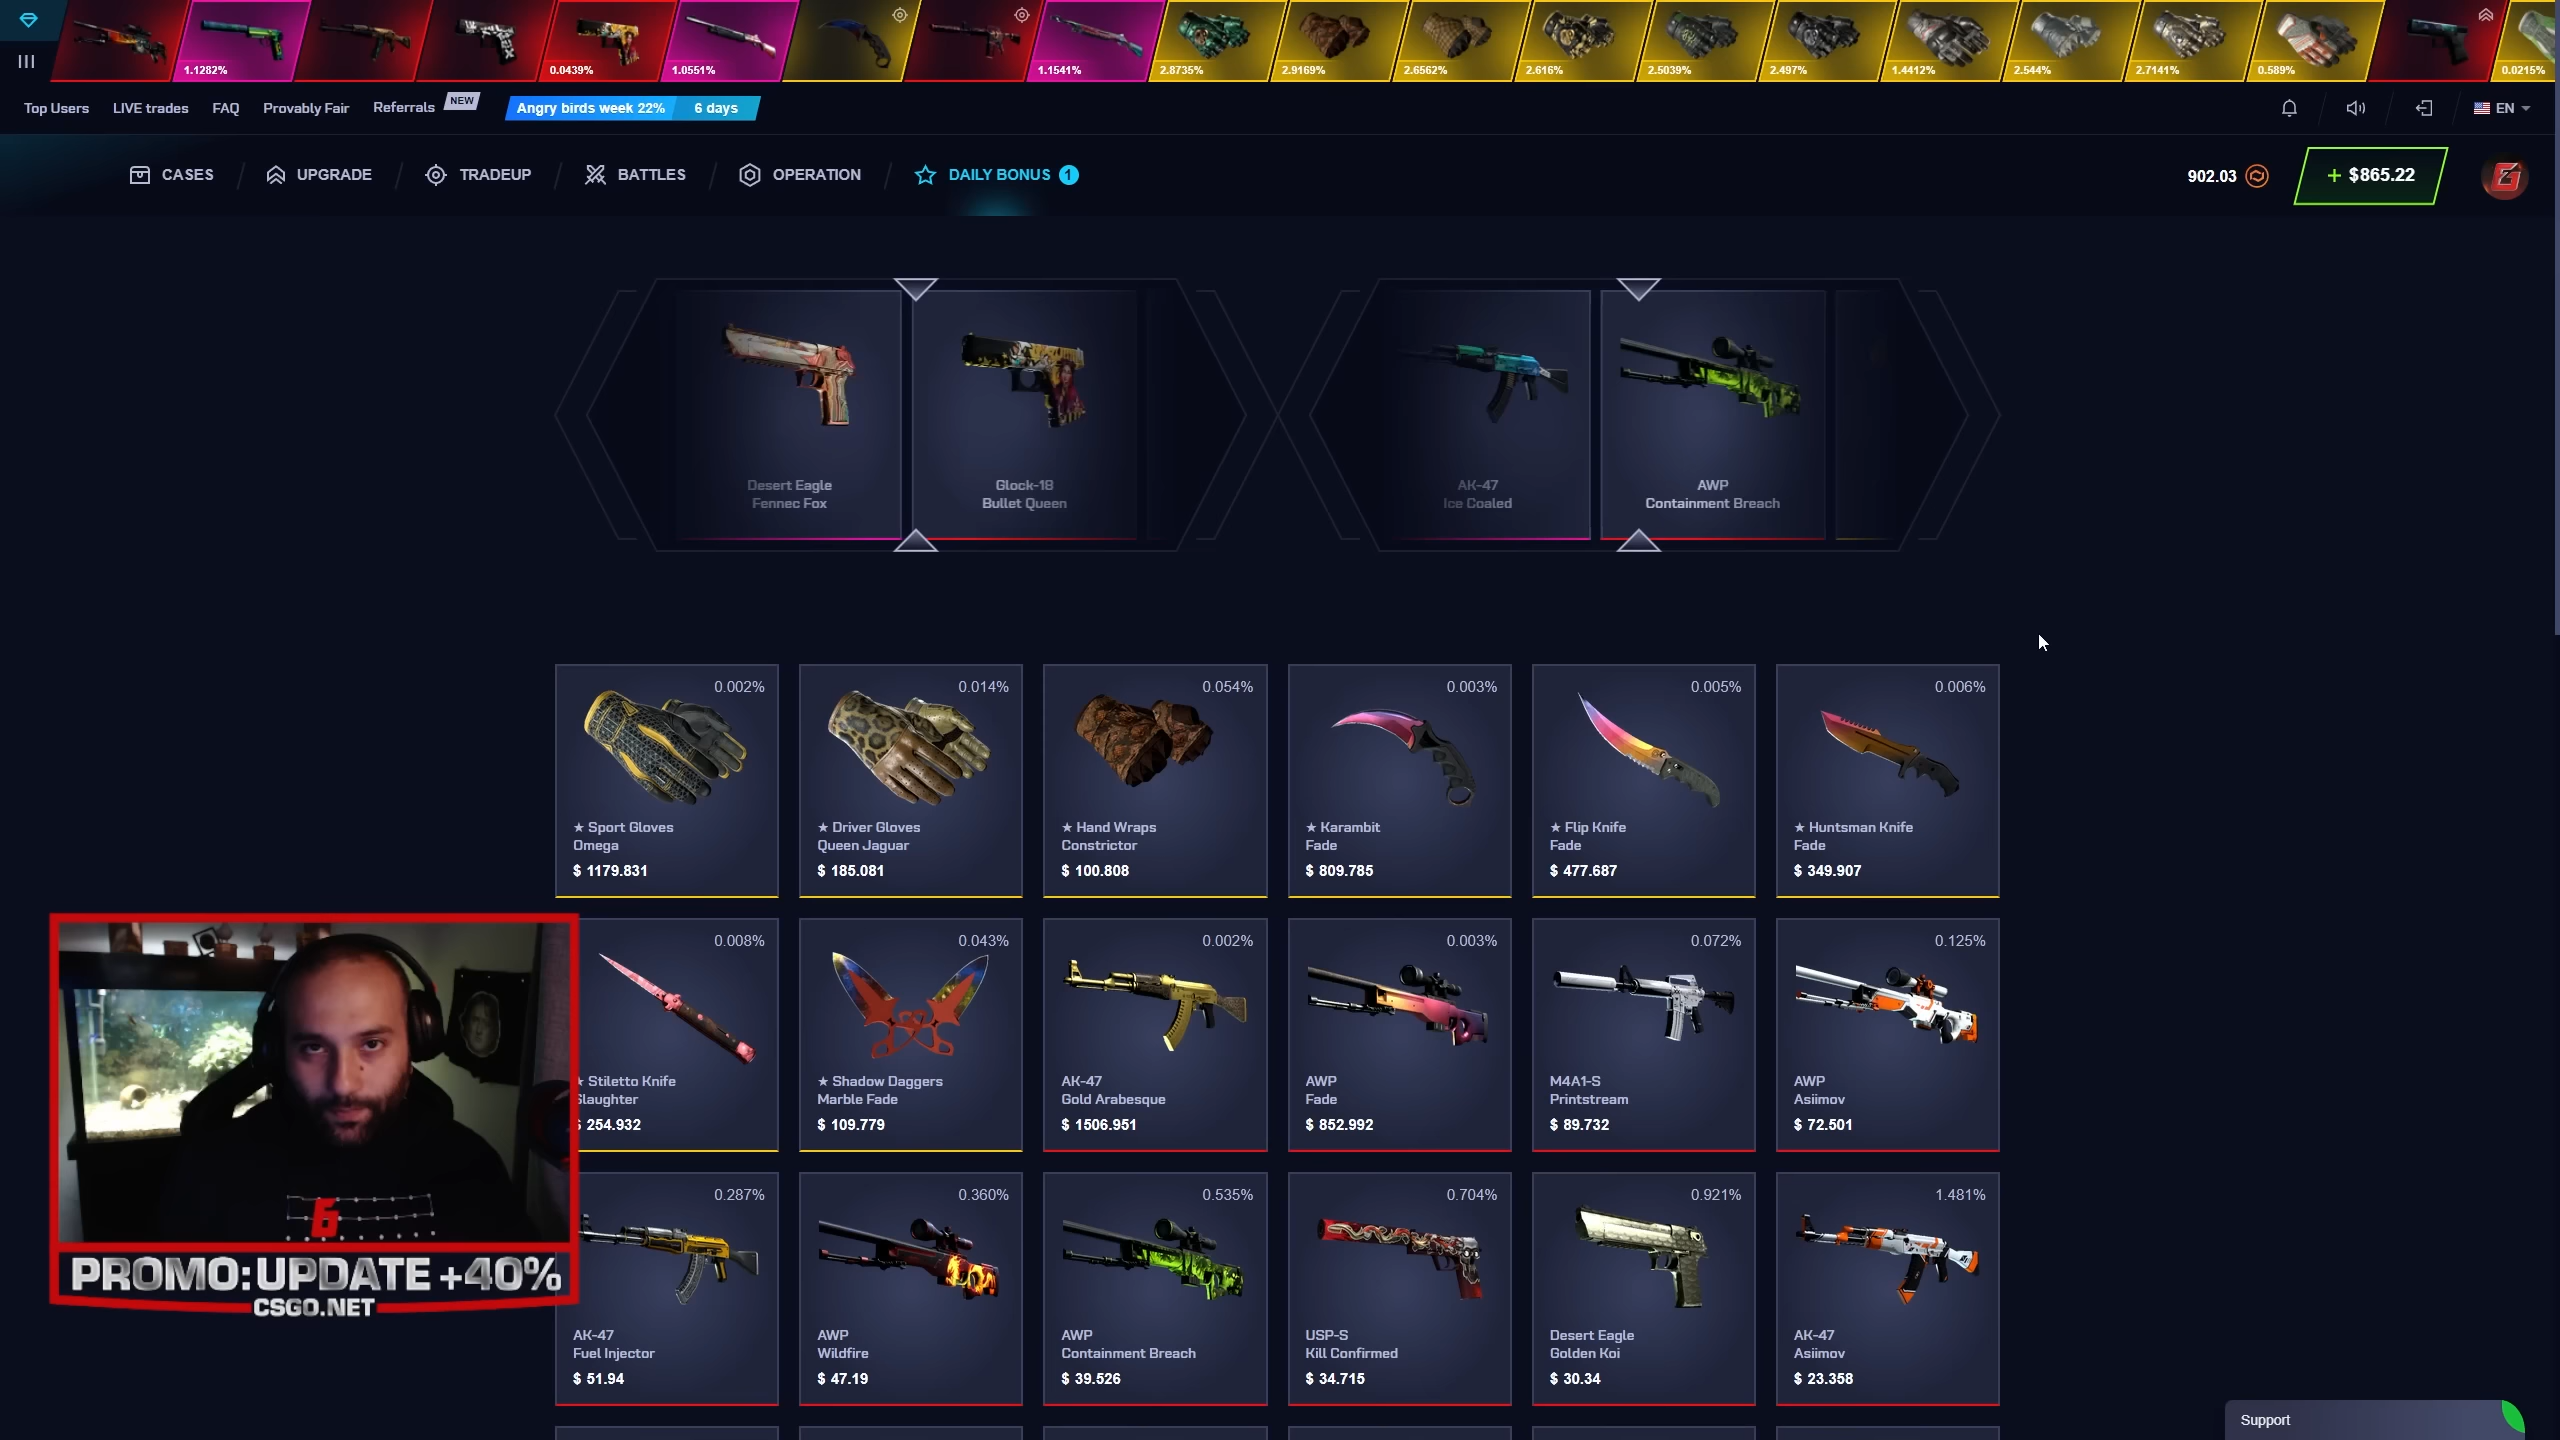 1.1282%
0.0439%
1.0551%
1.1541%
2.8735%
2.9169%
2.6562%
2.616%
2.5039%
2.497%
1.4412%
2.544%
2.7141%
0.589%
0.0215%
Top Users
LIVE trades
FAQ
Provably Fair
Referrals
NEW
Angry birds week 22%
6 days
EN
CASES
UPGRADE
TRADEUP
BATTLES
OPERATION
DAILY BONUS 1
902.03
+ $865.22
Desert Eagle
Fennec Fox
Glock-18
Bullet Queen
AK-47
Ice Coaled
AWP
Containment Breach
0.002%
★ Sport Gloves
Omega
$ 1179.831
0.014%
★ Driver Gloves
Queen Jaguar
$ 185.081
0.054%
★ Hand Wraps
Constrictor
$ 100.808
0.003%
★ Karambit
Fade
$ 809.785
0.005%
★ Flip Knife
Fade
$ 477.687
0.006%
★ Huntsman Knife
Fade
$ 349.907
0.008%
★ Stiletto Knife
Slaughter
$ 254.932
0.043%
★ Shadow Daggers
Marble Fade
$ 109.779
0.002%
AK-47
Gold Arabesque
$ 1506.951
0.003%
AWP
Fade
$ 852.992
0.072%
M4A1-S
Printstream
$ 89.732
0.125%
AWP
Asiimov
$ 72.501
0.287%
AK-47
Fuel Injector
$ 51.94
0.360%
AWP
Wildfire
$ 47.19
0.535%
AWP
Containment Breach
$ 39.526
0.704%
USP-S
Kill Confirmed
$ 34.715
0.921%
Desert Eagle
Golden Koi
$ 30.34
1.481%
AK-47
Asiimov
$ 23.358
PROMO:UPDATE +40%
CSGO.NET
Support